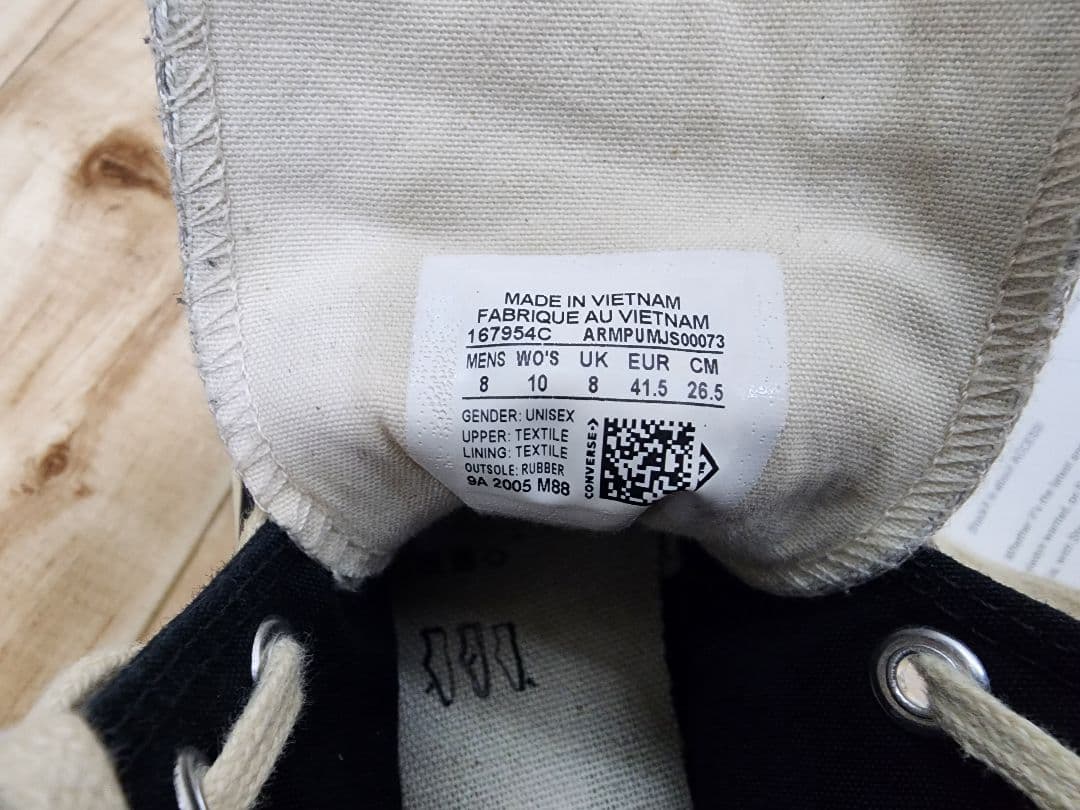 MADE IN VIETNAM
FABRIQUE AU VIETNAM
167954C ARMPUMJS00073
MENS WO'S UK EUR CM
8 10 8 41.5 26.5
GENDER: UNISEX
UPPER: TEXTILE
LINING: TEXTILE
OUTSOLE: RUBBER
9A 2005 M88
CONVERSE